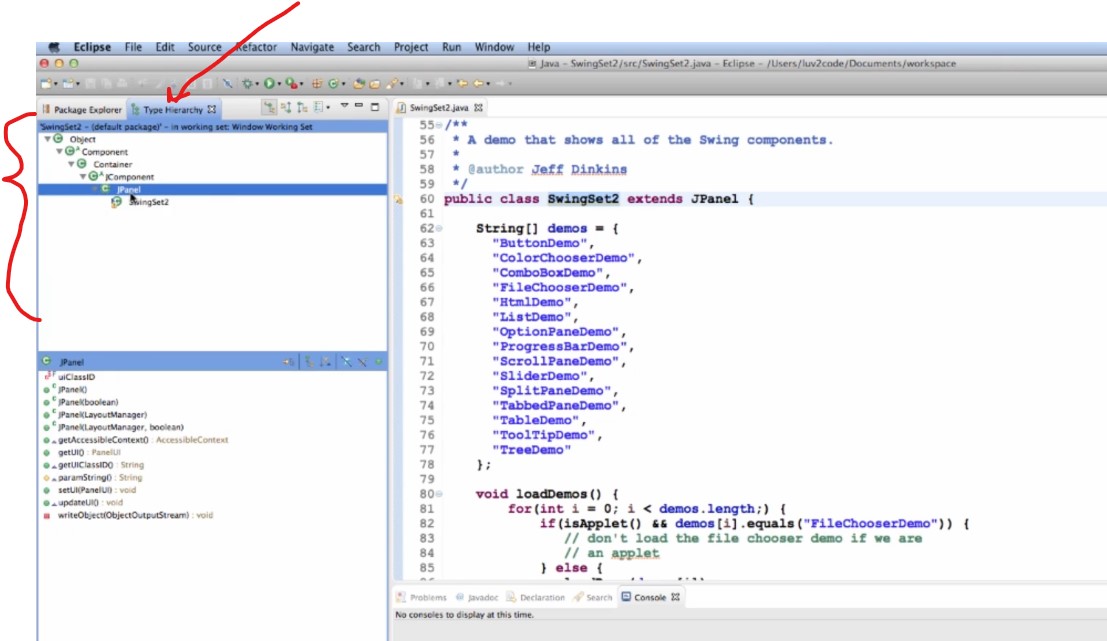 Eclipse File Edit Source Refactor Navigate Search Project Run Window Help
Java - SwingSet2/src/SwingSet2.java - Eclipse - /Users/luv2code/Documents/workspace
Package Explorer Type Hierarchy
'SwingSet2 - (default package)' - in working set: Window Working Set
Object
Component
Container
JComponent
JPanel
SwingSet2
JPanel
uiClassID
JPanel()
JPanel(boolean)
JPanel(LayoutManager)
JPanel(LayoutManager, boolean)
getAccessibleContext() : AccessibleContext
getUI() : PanelUI
getUIClassID() : String
paramString() : String
setUI(PanelUI) : void
updateUI() : void
writeObject(ObjectOutputStream) : void
SwingSet2.java
55 /**
56 * A demo that shows all of the Swing components.
57 *
58 * @author Jeff Dinkins
59 */
60 public class SwingSet2 extends JPanel {
61
62 String[] demos = {
63 "ButtonDemo",
64 "ColorChooserDemo",
65 "ComboBoxDemo",
66 "FileChooserDemo",
67 "HtmlDemo",
68 "ListDemo",
69 "OptionPaneDemo",
70 "ProgressBarDemo",
71 "ScrollPaneDemo",
72 "SliderDemo",
73 "SplitPaneDemo",
74 "TabbedPaneDemo",
75 "TableDemo",
76 "ToolTipDemo",
77 "TreeDemo"
78 };
79
80 void loadDemos() {
81 for(int i = 0; i < demos.length;) {
82 if(isApplet() && demos[i].equals("FileChooserDemo")) {
83 // don't load the file chooser demo if we are
84 // an applet
85 } else {
Problems Javadoc Declaration Search Console
No consoles to display at this time.